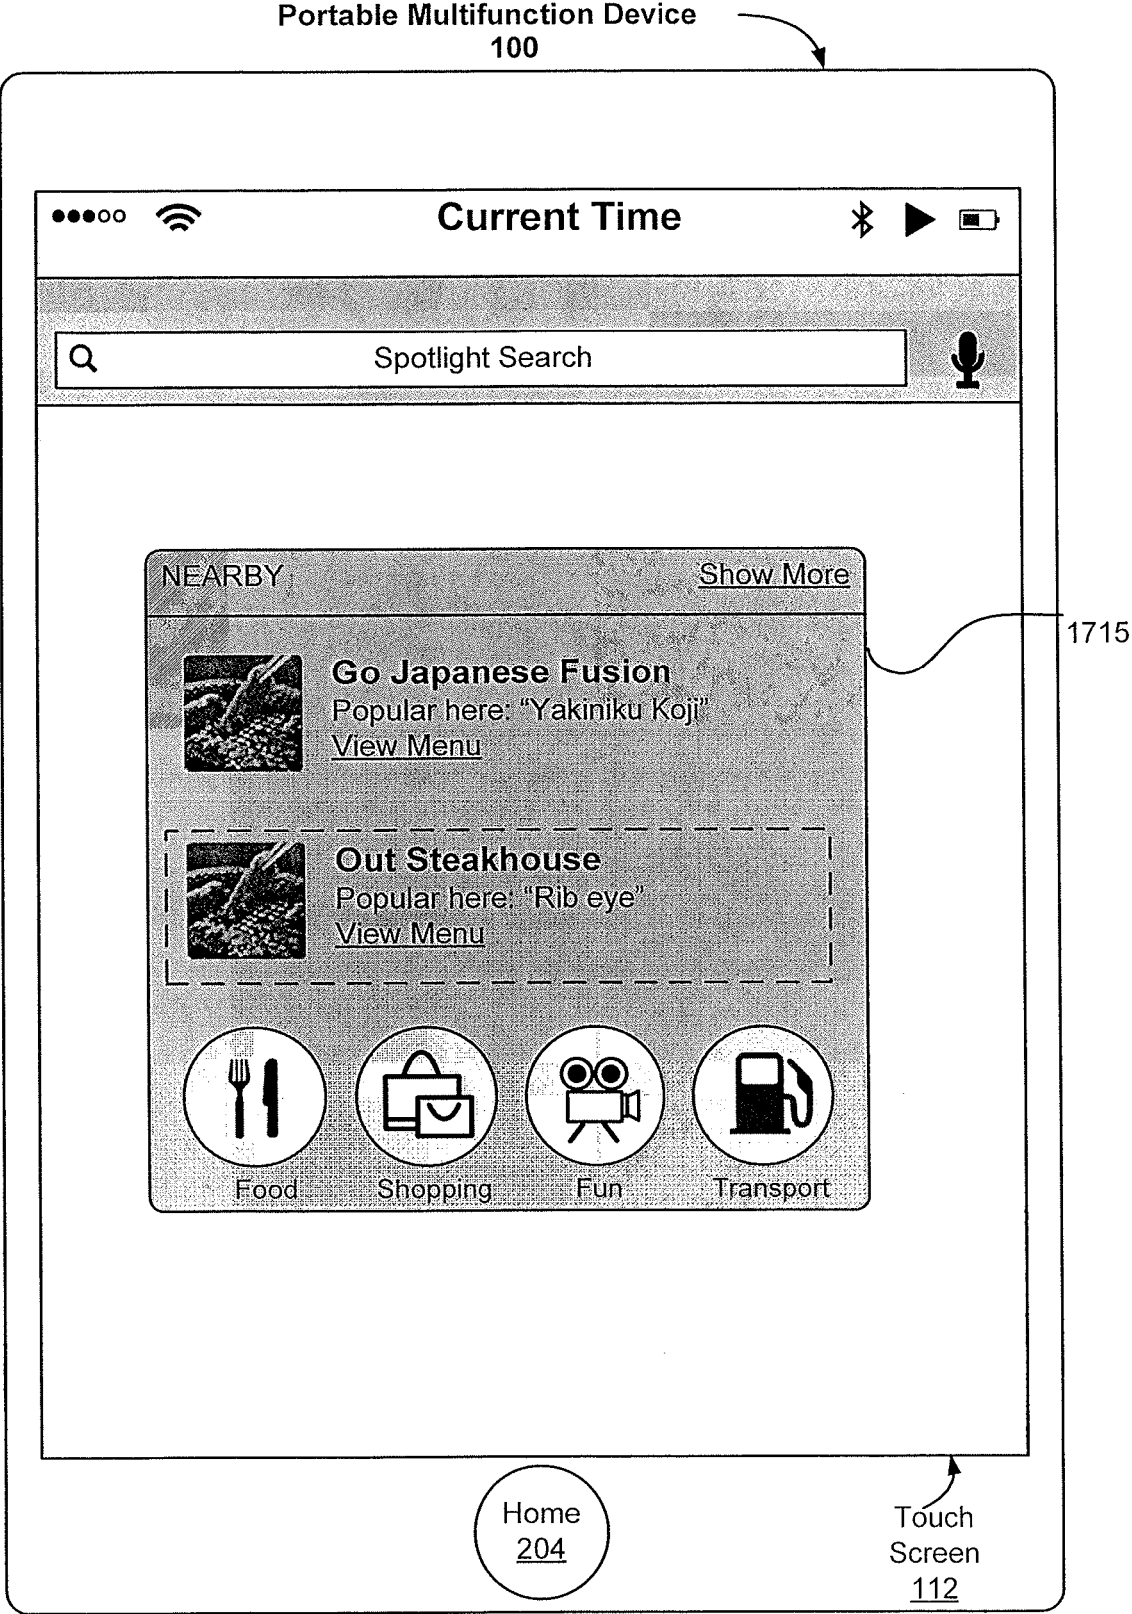 Portable Multifunction Device
100
Current Time
Spotlight Search
NEARBY
Show More
1715
Go Japanese Fusion
Popular here: “Yakiniku Koji”
View Menu
Out Steakhouse
Popular here: “Rib eye”
View Menu
Food
Shopping
Fun
Transport
Home
204
Touch
Screen
112